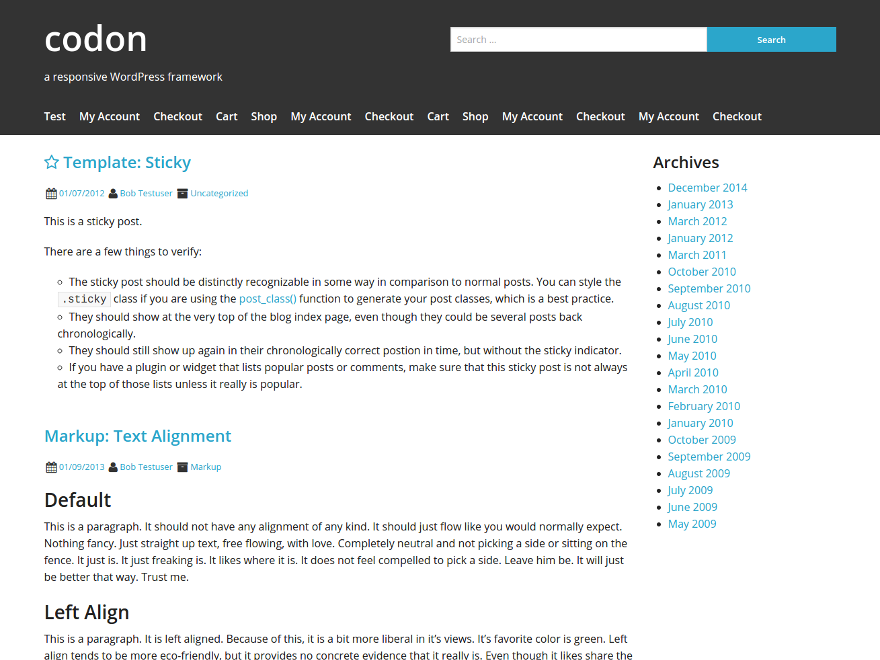 codon
Search ...
Search
a responsive WordPress framework
Test My Account Checkout Cart Shop My Account Checkout Cart Shop My Account Checkout My Account Checkout
Template: Sticky
01/07/2012 Bob Testuser Uncategorized
This is a sticky post.
There are a few things to verify:
The sticky post should be distinctly recognizable in some way in comparison to normal posts. You can style the
.sticky class if you are using the post_class() function to generate your post classes, which is a best practice.
They should show at the very top of the blog index page, even though they could be several posts back
chronologically.
They should still show up again in their chronologically correct postion in time, but without the sticky indicator.
If you have a plugin or widget that lists popular posts or comments, make sure that this sticky post is not always
at the top of those lists unless it really is popular.
Markup: Text Alignment
01/09/2013 Bob Testuser Markup
Default
This is a paragraph. It should not have any alignment of any kind. It should just flow like you would normally expect.
Nothing fancy. Just straight up text, free flowing, with love. Completely neutral and not picking a side or sitting on the
fence. It just is. It just freaking is. It likes where it is. It does not feel compelled to pick a side. Leave him be. It will just
be better that way. Trust me.
Left Align
This is a paragraph. It is left aligned. Because of this, it is a bit more liberal in it's views. It's favorite color is green. Left
align tends to be more eco-friendly, but it provides no concrete evidence that it really is. Even though it likes share the
Archives
December 2014
January 2013
March 2012
January 2012
March 2011
October 2010
September 2010
August 2010
July 2010
June 2010
May 2010
April 2010
March 2010
February 2010
January 2010
October 2009
September 2009
August 2009
July 2009
June 2009
May 2009